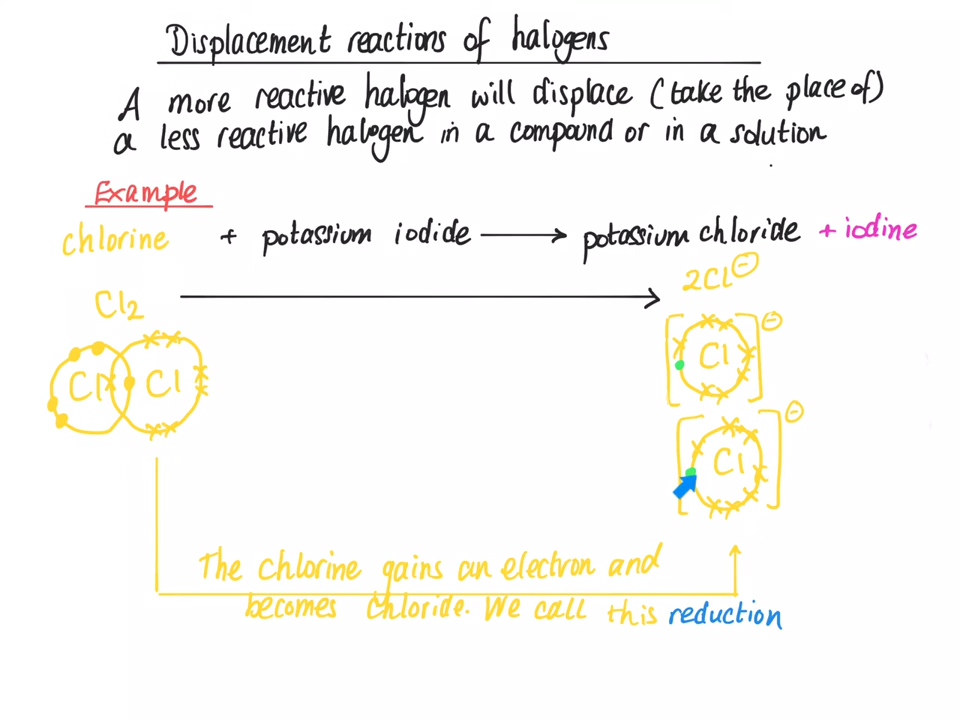 Displacement reactions of halogens
A more reactive halogen will displace (take the place of)
a less reactive halogen in a compound or in a solution
Example
chlorine + potassium iodide ⟶ potassium chloride + iodine
Cl₂ ⟶ 2Cl⁻
Cl Cl
[Cl]⁻
[Cl]⁻
The chlorine gains an electron and
becomes chloride. We call this reduction